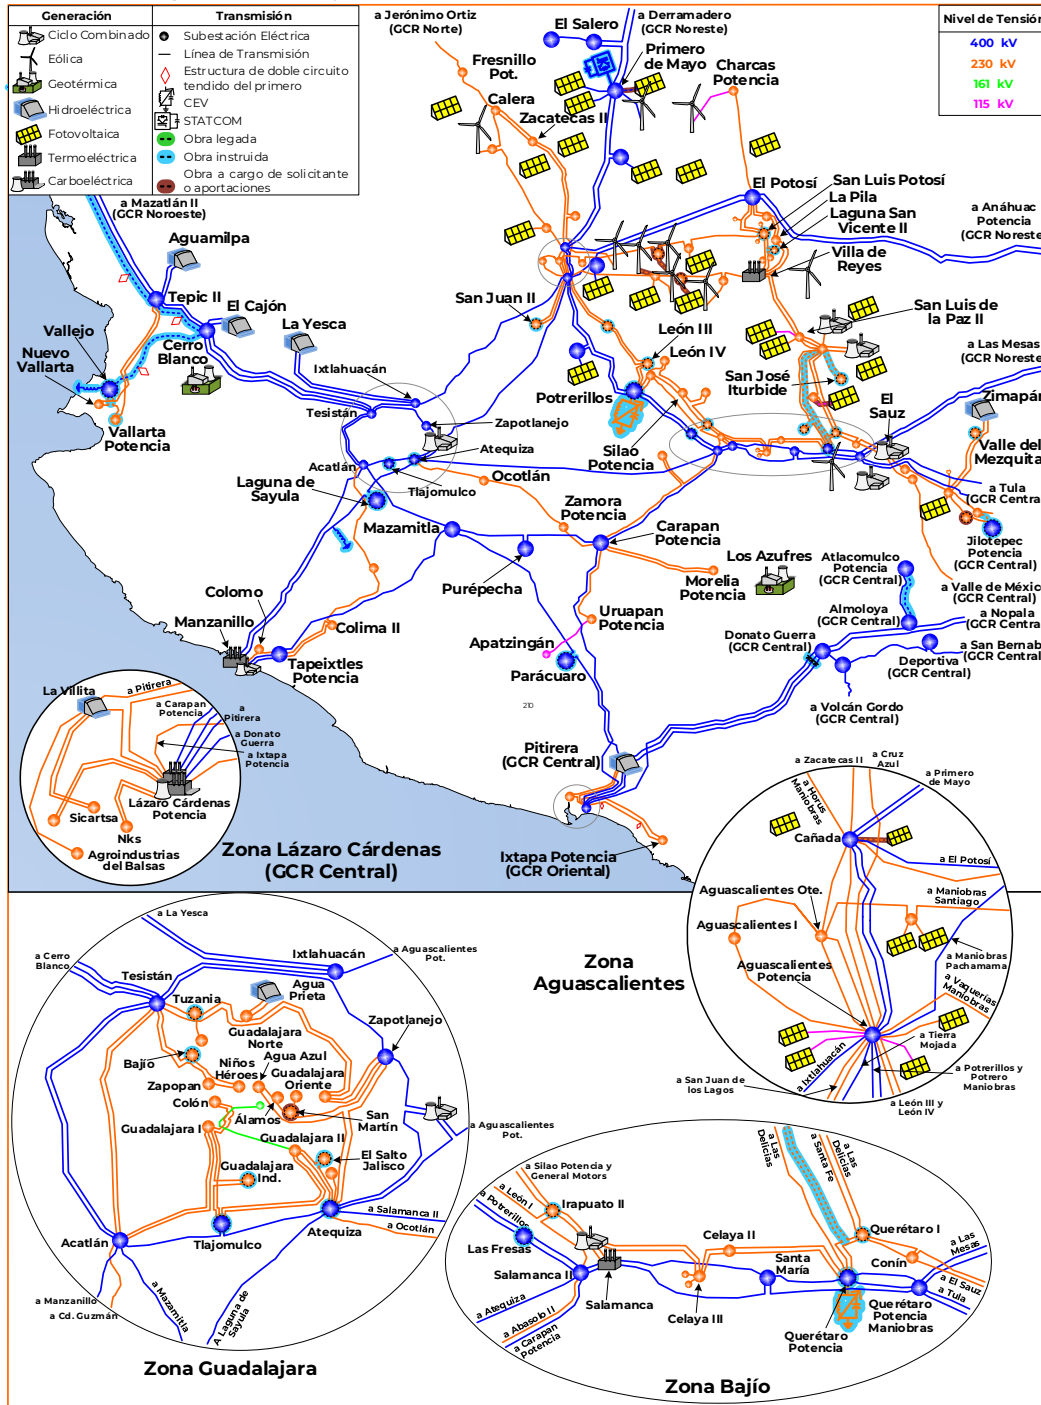 Generación
Ciclo Combinado
Eólica
Geotérmica
Hidroeléctrica
Fotovoltaica
Termoeléctrica
Carboeléctrica
Transmisión
Subestación Eléctrica
Línea de Transmisión
Estructura de doble circuito
tendido del primero
CEV
STATCOM
Obra legada
Obra instruida
Obra a cargo de solicitante
o aportaciones
Nivel de Tensión
400 kV
230 kV
161 kV
115 kV
a Jerónimo Ortiz
(GCR Norte)
El Salero
a Derramadero
(GCR Noreste)
Fresnillo
Pot.
Primero
de Mayo
Charcas
Potencia
Calera
Zacatecas II
a Mazatlán II
(GCR Noroeste)
Aguamilpa
El Potosí
San Luis Potosí
La Pila
Laguna San
Vicente II
Villa de
Reyes
a Anáhuac
Potencia
(GCR Noreste
Tepic II
El Cajón
La Yesca
San Juan II
León III
León IV
San Luis de
la Paz II
a Las Mesas
(GCR Noreste)
Vallejo
Nuevo
Vallarta
Cerro
Blanco
Ixtlahuacán
Tesistán
Zapotlanejo
Potrerillos
San José
Iturbide
El
Sauz
Zimapán
Vallarta
Potencia
Acatlán
Atequiza
Silao
Potencia
Valle del
Mezquital
Tlajomulco
Ocotlán
Laguna de
Sayula
a Tula
(GCR Central)
Zamora
Potencia
Mazamitla
Carapan
Potencia
Jilotepec
Potencia
(GCR Central)
Los Azufres
Atlacomulco
Potencia
(GCR Central)
Purépecha
Morelia
Potencia
a Valle de México
(GCR Central)
Colomo
Manzanillo
Colima II
Uruapan
Potencia
Almoloya
(GCR Central)
a Nopala
(GCR Central
Apatzingán
Donato Guerra
(GCR Central)
a San Bernabé
(GCR Central)
Deportiva
(GCR Central)
Tapeixtles
Potencia
Parácuaro
a Volcán Gordo
(GCR Central)
210
Pitirera
(GCR Central)
Ixtapa Potencia
(GCR Oriental)
La Villita
a Pitirera
a Carapan
Potencia
a
Pitirera
a Donato
Guerra
a Ixtapa
Potencia
Lázaro Cárdenas
Potencia
Sicartsa
Nks
Agroindustrias
del Balsas
Zona Lázaro Cárdenas
(GCR Central)
a Zacatecas II
a Cruz
Azul
a Primero
de Mayo
a Horus
Maniobras
Cañada
a El Potosí
Aguascalientes Ote.
a Maniobras
Santiago
Aguascalientes I
Aguascalientes
Potencia
a Maniobras
Pachamama
a Vaquerias
Maniobras
a Tierra
Mojada
a Ixtlahuacán
a Potrerillos y
Potrero
Maniobras
a San Juan de
los Lagos
a León III y
León IV
Zona
Aguascalientes
a La Yesca
a Cerro
Blanco
Ixtlahuacán
a Aguascalientes
Pot.
Tesistán
Tuzania
Agua
Prieta
Zapotlanejo
Guadalajara
Norte
Bajío
Niños
Héroes
Agua Azul
Guadalajara
Oriente
Zapopan
Colón
Álamos
San
Martín
Guadalajara I
Guadalajara II
a Aguascalientes
Pot.
El Salto
Jalisco
Guadalajara
Ind.
a Salamanca II
a Ocotlán
Acatlán
Tlajomulco
Atequiza
a Manzanillo
a Cd. Guzmán
a Mazamitla
A Laguna de
Sayula
Zona Guadalajara
a Silao Potencia y
General Motors
a León I
a Potrerillos
Irapuato II
a Las
Delicias
a Santa Fe
a Las
Delicias
Las Fresas
Celaya II
Querétaro I
a Las
Mesas
Salamanca II
Santa
María
Conín
a El Sauz
a Tula
a Atequiza
a Abasolo II
a Carapan
Potencia
Salamanca
Celaya III
Querétaro
Potencia
Maniobras
Querétaro
Potencia
Zona Bajío